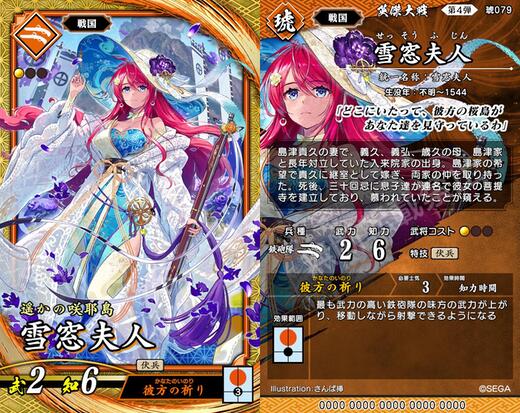 戦国
遥かの咲耶島
雪窓夫人
伏兵
武2 知6
かなたのいのり
彼方の祈り
3
琥
戦国
英傑大戦
第4弾
琥079
せっそうふじん
雪窓夫人
統一名称：雪窓夫人
生没年：不明～1544
「どこにいたって、彼方の桜島が
あなた達を見守っているわ」
島津貴久の妻で、義久、義弘、歳久の母。島津家
と長年対立していた入来院家の出身。島津家の希
望で貴久に継室として嫁ぎ、両家の仲を取り持っ
た。死後、三十回忌に息子達が連名で彼女の菩提
寺を建立しており、慕われていたことが窺える。
兵種 武力 知力 武将コスト
鉄砲隊 2 6 特技 伏兵
かなたのいのり 必要士気 効果時間
彼方の祈り 3 知力時間
効果範囲
最も武力の高い鉄砲隊の味方の武力が上が
り、移動しながら射撃できるようになる
Illustration:さんば挿
©SEGA
0000 0000 0000 0000 0000